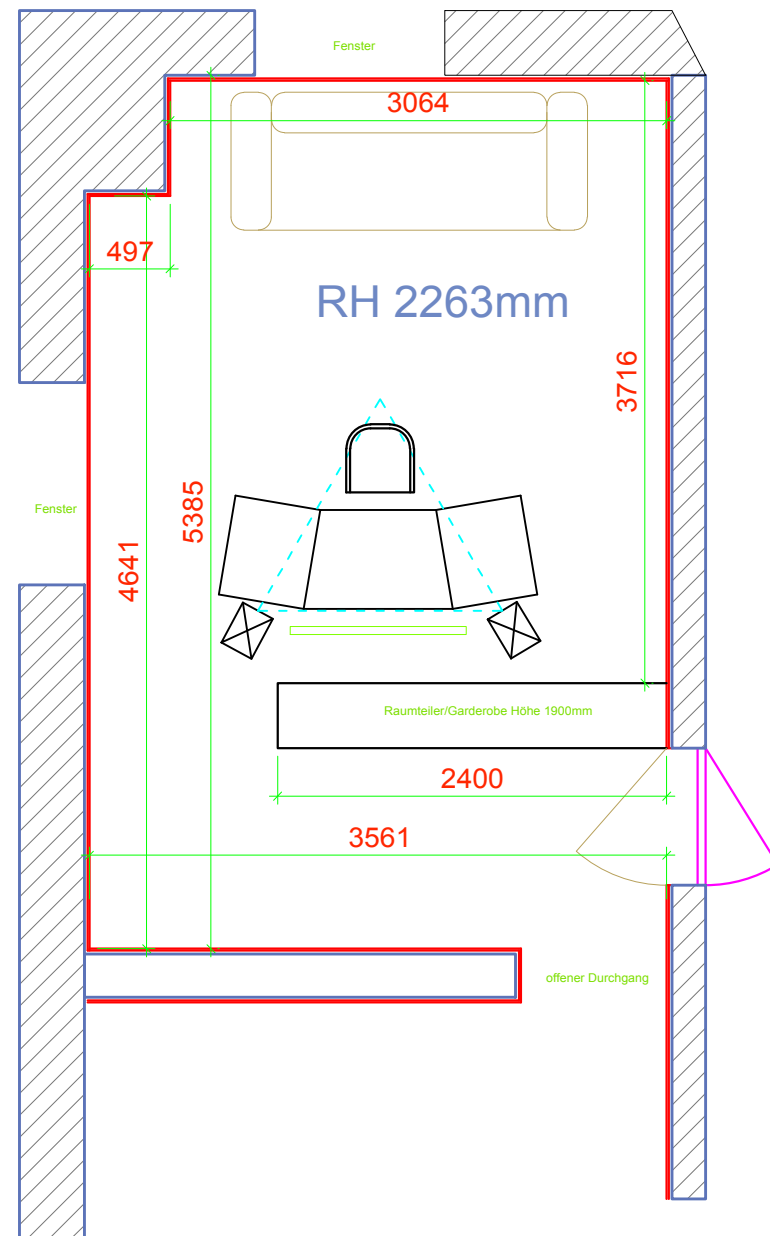 Fenster
3064
497
RH 2263mm
3716
Fenster
5385
4641
Raumteiler/Garderobe Höhe 1900mm
2400
3561
offener Durchgang